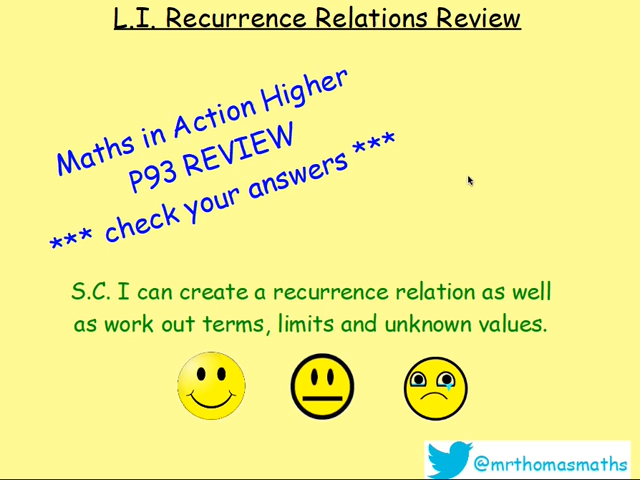 L.I. Recurrence Relations Review
Maths in Action Higher
P93 REVIEW
*** check your answers ***
S.C. I can create a recurrence relation as well
as work out terms, limits and unknown values.
@mrthomasmaths